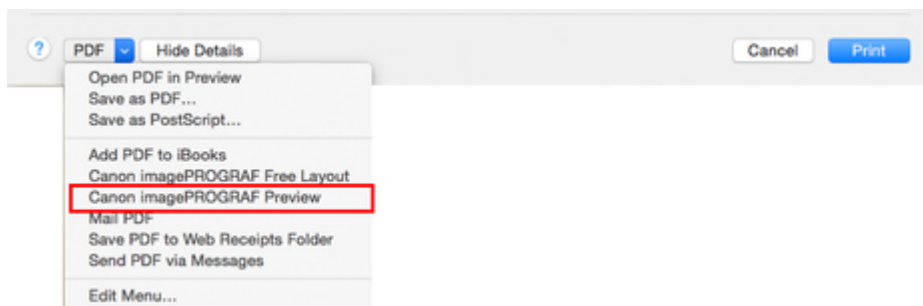 ? PDF Hide Details Cancel Print
Open PDF in Preview
Save as PDF...
Save as PostScript...
Add PDF to iBooks
Canon imagePROGRAF Free Layout
Canon imagePROGRAF Preview
Mail PDF
Save PDF to Web Receipts Folder
Send PDF via Messages
Edit Menu...